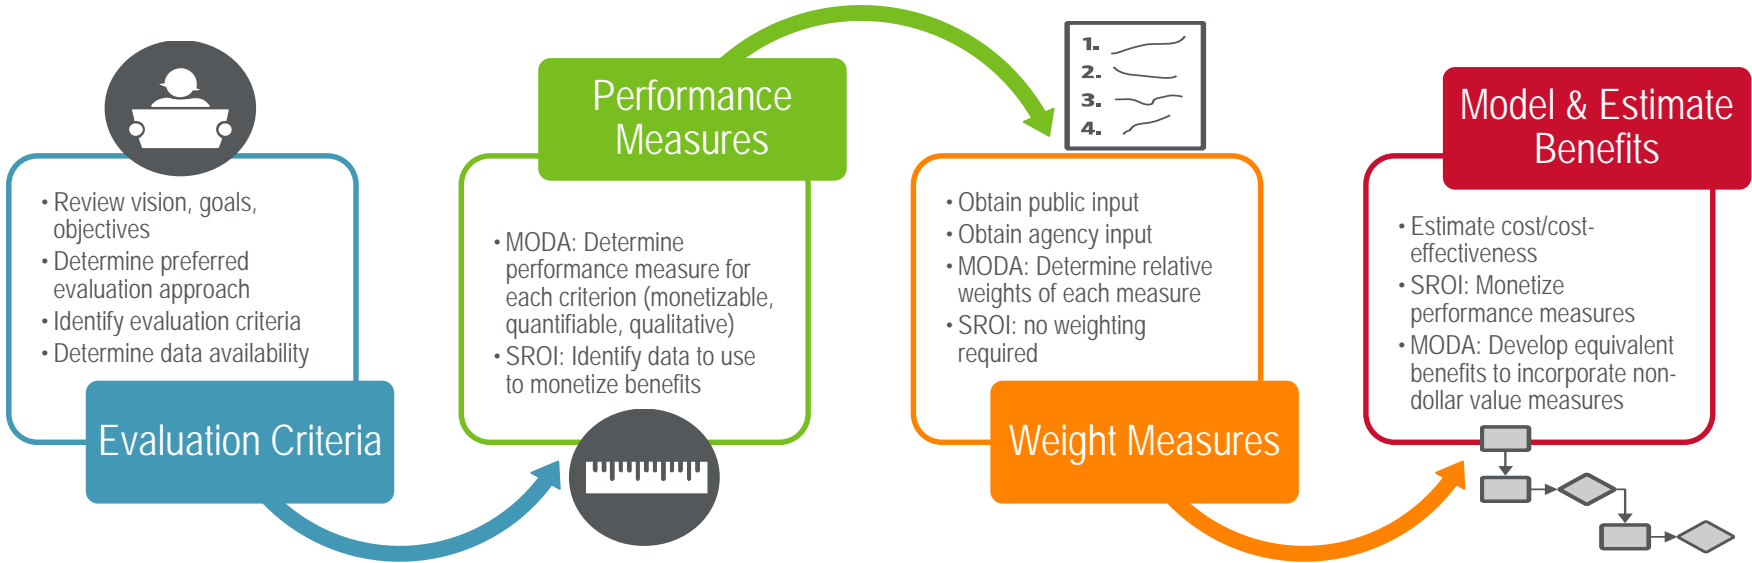 • Review vision, goals,
objectives
• Determine preferred
evaluation approach
• Identify evaluation criteria
• Determine data availability
Evaluation Criteria
Performance
Measures
• MODA: Determine
performance measure for
each criterion (monetizable,
quantifiable, qualitative)
• SROI: Identify data to use
to monetize benefits
1.
2.
3.
4.
• Obtain public input
• Obtain agency input
• MODA: Determine relative
weights of each measure
• SROI: no weighting
required
Weight Measures
Model & Estimate
Benefits
• Estimate cost/cost-
effectiveness
• SROI: Monetize
performance measures
• MODA: Develop equivalent
benefits to incorporate non-
dollar value measures